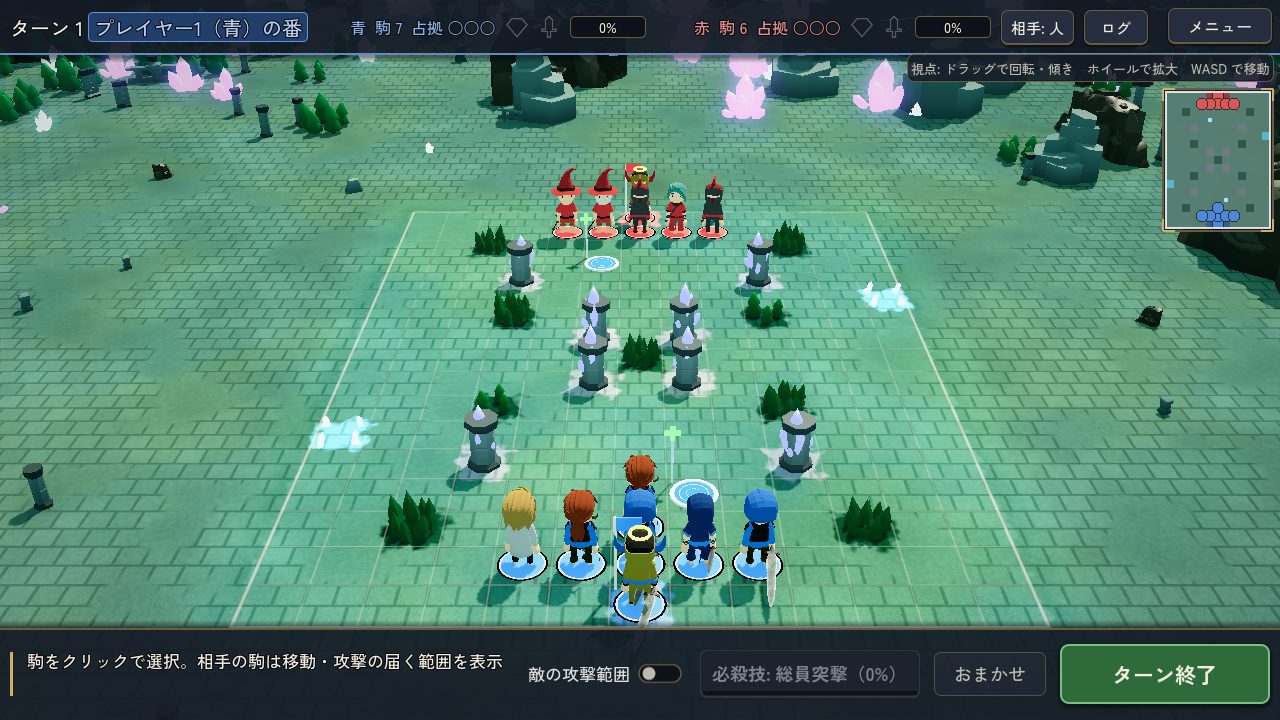 ターン 1 プレイヤー1（青）の番 青 駒 7 占拠 〇〇〇 0% 赤 駒 6 占拠 〇〇〇 0% 相手: 人 ログ メニュー
視点: ドラッグで回転・傾き ホイールで拡大 WASD で移動
駒をクリックで選択。相手の駒は移動・攻撃の届く範囲を表示
敵の攻撃範囲 必殺技: 総員突撃（0%） おまかせ ターン終了